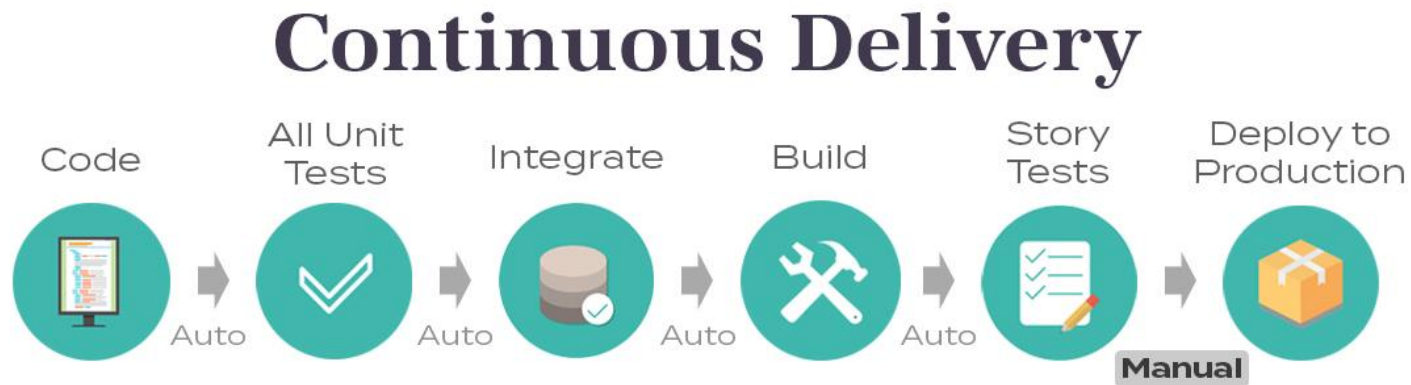 Continuous Delivery
Code
All Unit
Tests
Integrate
Build
Story
Tests
Deploy to
Production
Auto
Auto
Auto
Auto
Manual